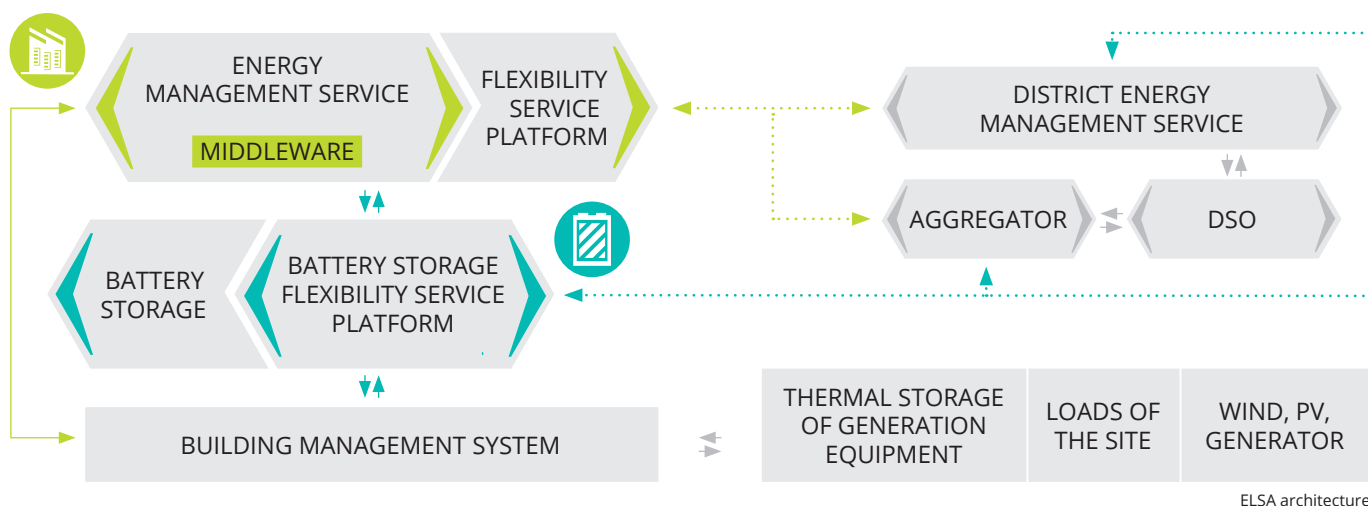 ENERGY
MANAGEMENT SERVICE
MIDDLEWARE
FLEXIBILITY
SERVICE
PLATFORM
DISTRICT ENERGY
MANAGEMENT SERVICE
AGGREGATOR
DSO
BATTERY
STORAGE
BATTERY STORAGE
FLEXIBILITY SERVICE
PLATFORM
BUILDING MANAGEMENT SYSTEM
THERMAL STORAGE
OF GENERATION
EQUIPMENT
LOADS OF
THE SITE
WIND, PV,
GENERATOR
ELSA architecture